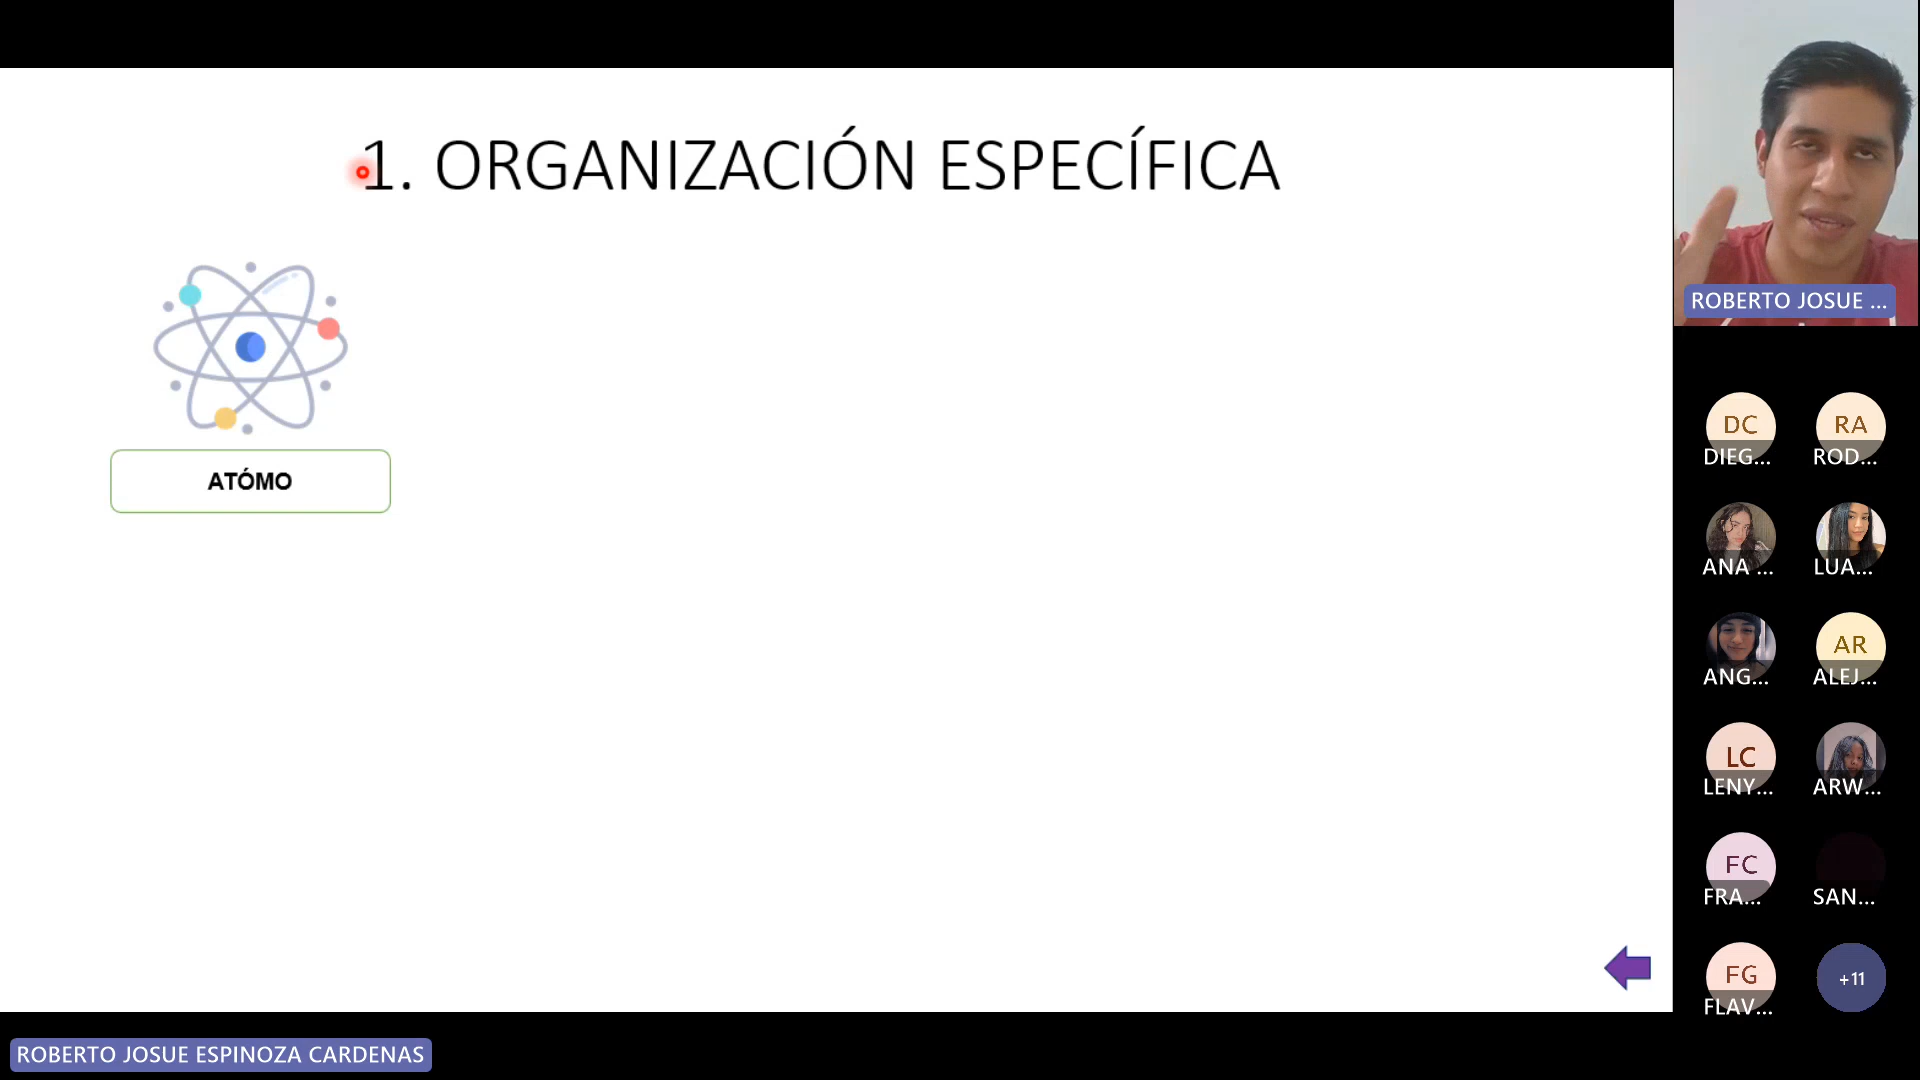 1. ORGANIZACIÓN ESPECÍFICA
ATÓMO
ROBERTO JOSUE ...
DC
DIEG...
RA
ROD...
ANA ...
LUA...
ANG...
AR
ALEJ...
LC
LENY...
ARW...
FC
FRA...
SAN...
FG
FLAV...
+11
ROBERTO JOSUE ESPINOZA CARDENAS